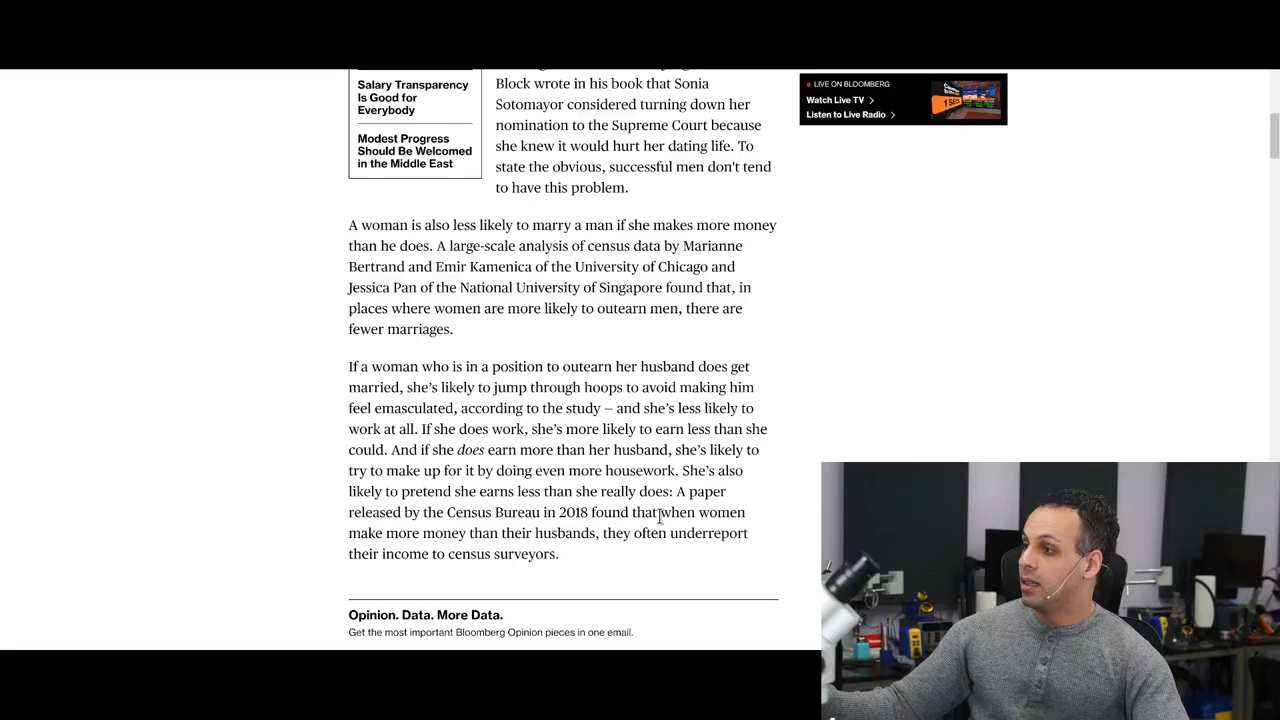 Salary Transparency
Is Good for
Everybody
Modest Progress
Should Be Welcomed
in the Middle East
Block wrote in his book that Sonia
Sotomayor considered turning down her
nomination to the Supreme Court because
she knew it would hurt her dating life. To
state the obvious, successful men don't tend
to have this problem.
LIVE ON BLOOMBERG
Watch Live TV >
Listen to Live Radio >
A woman is also less likely to marry a man if she makes more money
than he does. A large-scale analysis of census data by Marianne
Bertrand and Emir Kamenica of the University of Chicago and
Jessica Pan of the National University of Singapore found that, in
places where women are more likely to outearn men, there are
fewer marriages.
If a woman who is in a position to outearn her husband does get
married, she's likely to jump through hoops to avoid making him
feel emasculated, according to the study — and she's less likely to
work at all. If she does work, she's more likely to earn less than she
could. And if she does earn more than her husband, she's likely to
try to make up for it by doing even more housework. She's also
likely to pretend she earns less than she really does: A paper
released by the Census Bureau in 2018 found that when women
make more money than their husbands, they often underreport
their income to census surveyors.
Opinion. Data. More Data.
Get the most important Bloomberg Opinion pieces in one email.